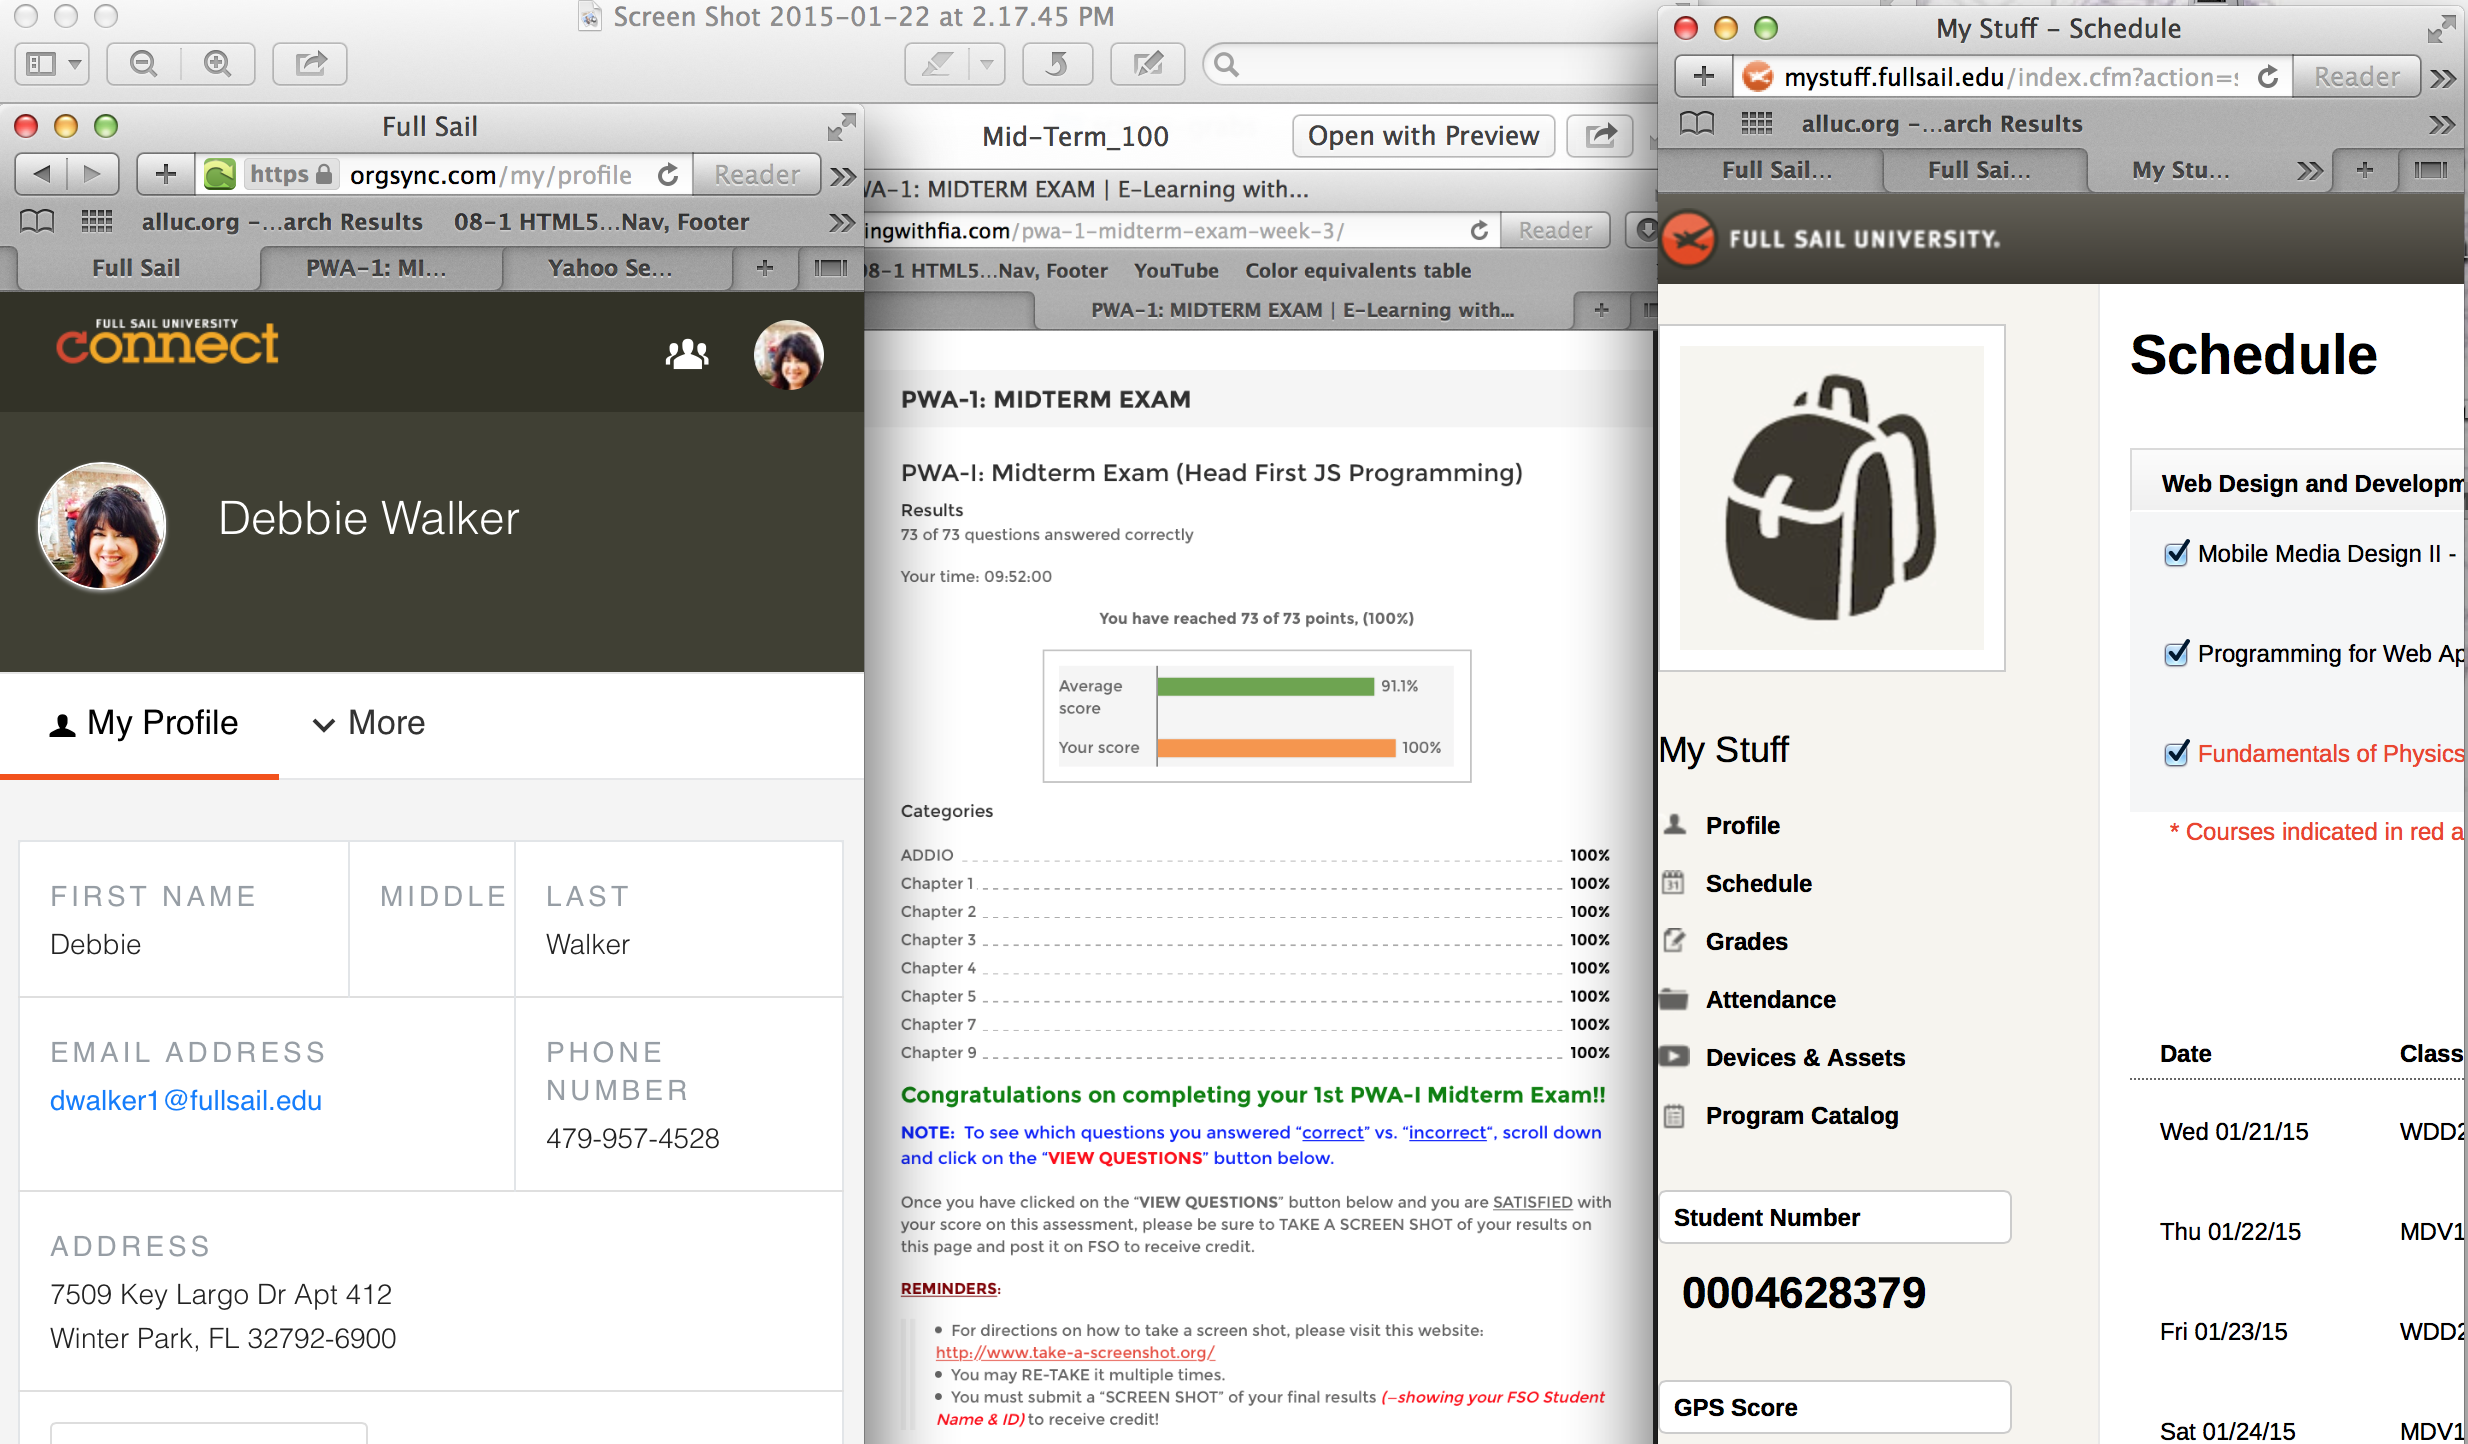 Screen Shot 2015-01-22 at 2.17.45 PM
Full Sail
https orgsync.com/my/profile Reader
alluc.org -...arch Results 08-1 HTML5...Nav, Footer
Full Sail PWA-1: MI... Yahoo Se...
FULL SAIL UNIVERSITY
connect
Debbie Walker
My Profile More
FIRST NAME MIDDLE LAST
Debbie Walker
EMAIL ADDRESS PHONE NUMBER
dwalker1@fullsail.edu
479-957-4528
ADDRESS
7509 Key Largo Dr Apt 412
Winter Park, FL 32792-6900
Mid-Term_100 Open with Preview
WA-1: MIDTERM EXAM | E-Learning with...
ingwithfia.com/pwa-1-midterm-exam-week-3/ Reader
08-1 HTML5...Nav, Footer YouTube Color equivalents table
PWA-1: MIDTERM EXAM | E-Learning with...
PWA-1: MIDTERM EXAM
PWA-I: Midterm Exam (Head First JS Programming)
Results
73 of 73 questions answered correctly
Your time: 09:52:00
You have reached 73 of 73 points, (100%)
Average score 91.1%
Your score 100%
Categories
ADDIO 100%
Chapter 1 100%
Chapter 2 100%
Chapter 3 100%
Chapter 4 100%
Chapter 5 100%
Chapter 7 100%
Chapter 9 100%
Congratulations on completing your 1st PWA-I Midterm Exam!!
NOTE: To see which questions you answered “correct” vs. “incorrect“, scroll down
and click on the “VIEW QUESTIONS” button below.
Once you have clicked on the “VIEW QUESTIONS” button below and you are SATISFIED with
your score on this assessment, please be sure to TAKE A SCREEN SHOT of your results on
this page and post it on FSO to receive credit.
REMINDERS:
• For directions on how to take a screen shot, please visit this website:
http://www.take-a-screenshot.org/
• You may RE-TAKE it multiple times.
• You must submit a “SCREEN SHOT” of your final results (–showing your FSO Student
Name & ID) to receive credit!
My Stuff - Schedule
mystuff.fullsail.edu/index.cfm?action=s Reader
alluc.org -...arch Results
Full Sail... Full Sai... My Stu...
FULL SAIL UNIVERSITY.
Schedule
Web Design and Developm
Mobile Media Design II -
Programming for Web Ap
Fundamentals of Physics
* Courses indicated in red a
My Stuff
Profile
Schedule
Grades
Attendance
Devices & Assets
Program Catalog
Student Number
0004628379
GPS Score
Date Class
Wed 01/21/15 WDD2
Thu 01/22/15 MDV1
Fri 01/23/15 WDD2
Sat 01/24/15 MDV1